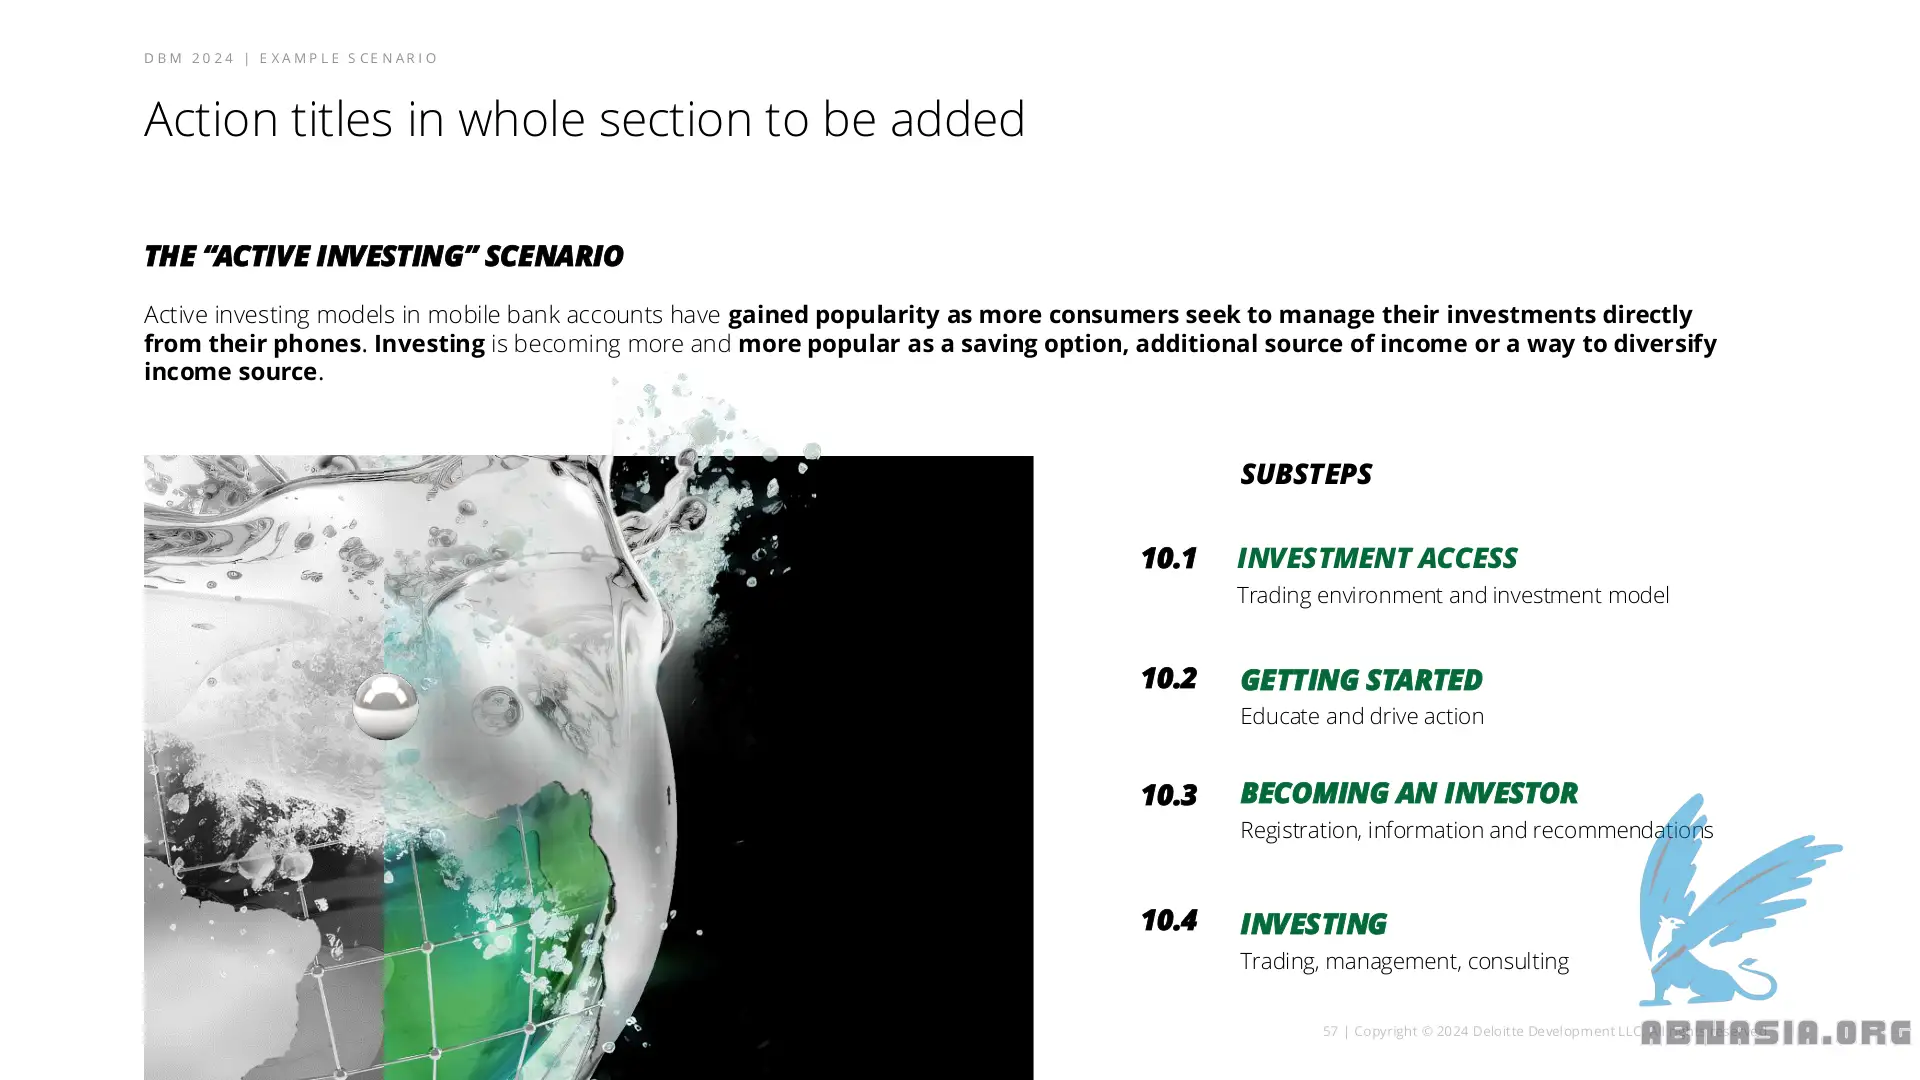 DBM 2024 | EXAMPLE SCENARIO
Action titles in whole section to be added
THE “ACTIVE INVESTING” SCENARIO
Active investing models in mobile bank accounts have gained popularity as more consumers seek to manage their investments directly
from their phones. Investing is becoming more and more popular as a saving option, additional source of income or a way to diversify
income source.
SUBSTEPS
10.1 INVESTMENT ACCESS
Trading environment and investment model
10.2 GETTING STARTED
Educate and drive action
10.3 BECOMING AN INVESTOR
Registration, information and recommendations
10.4 INVESTING
Trading, management, consulting
57 | Copyright © 2024 Deloitte Development LLC.
ABNASIA.ORG